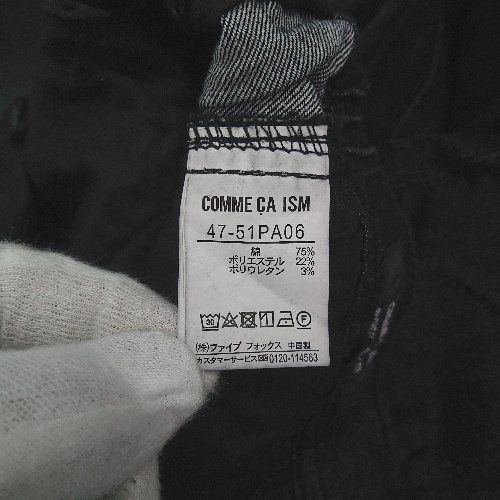 COMME ÇA ISM
47-51PA06
綿 75%
ポリエステル 22%
ポリウレタン 3%
30 F
(株)ファイブ フォックス 中国製
カスタマーサービス 0120-114563